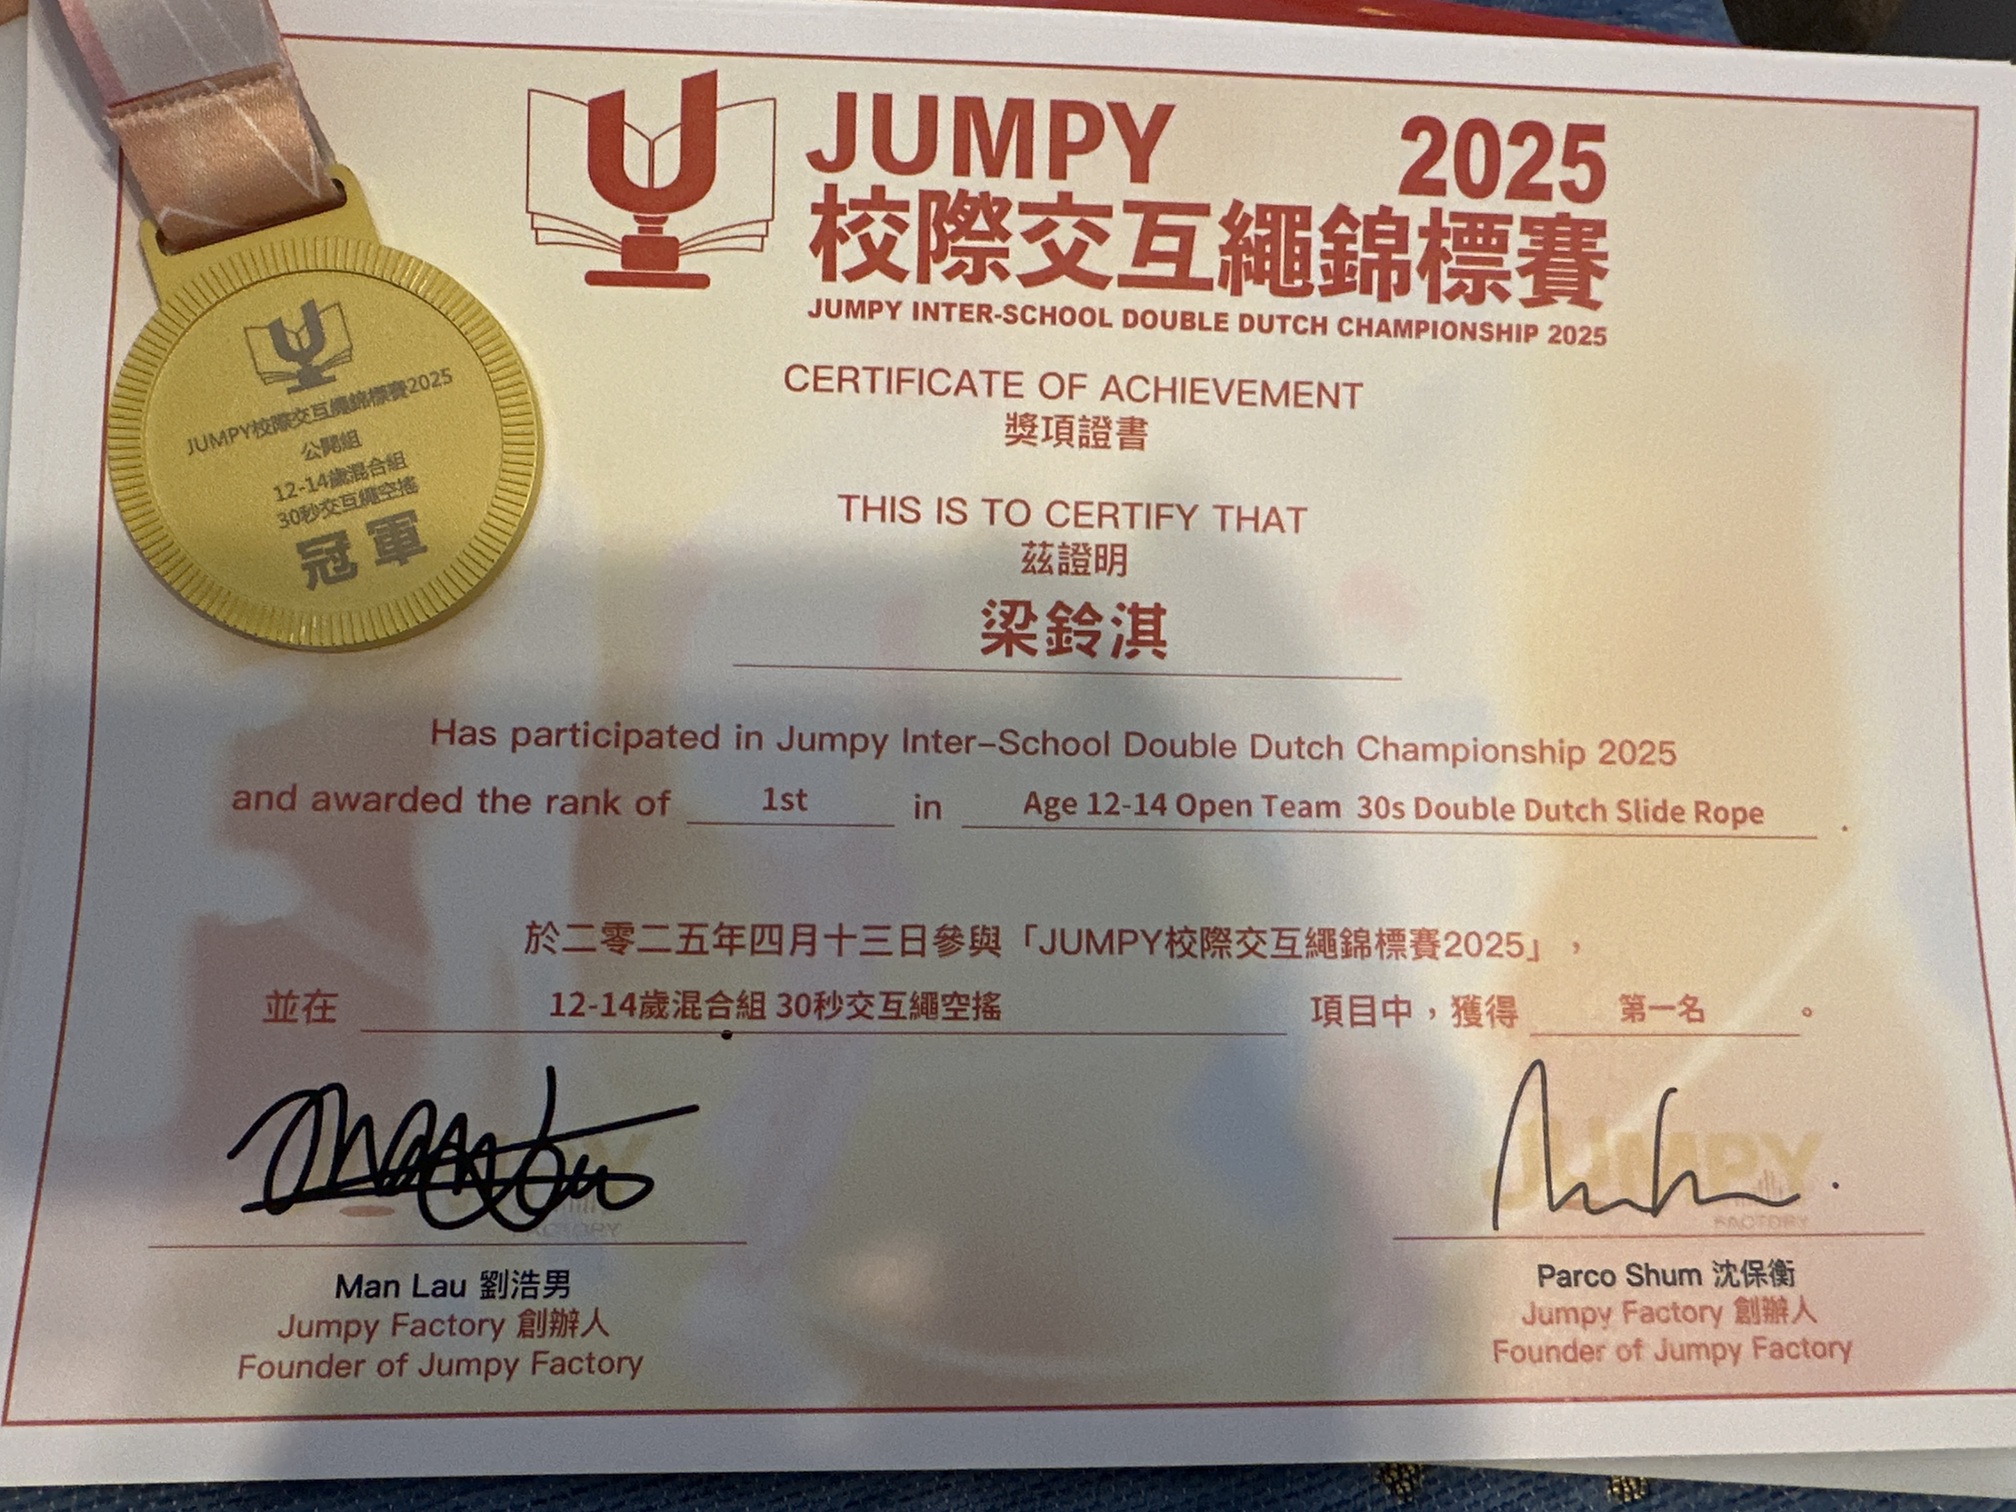 JUMPY 2025
校際交互繩錦標賽
JUMPY INTER-SCHOOL DOUBLE DUTCH CHAMPIONSHIP 2025
CERTIFICATE OF ACHIEVEMENT
獎項證書
THIS IS TO CERTIFY THAT
茲證明
梁鈴淇
Has participated in Jumpy Inter-School Double Dutch Championship 2025
and awarded the rank of 1st in Age 12-14 Open Team 30s Double Dutch Slide Rope .
於二零二五年四月十三日參與「JUMPY校際交互繩錦標賽2025」，
並在 12-14歲混合組 30秒交互繩空搖 項目中，獲得 第一名 。
JUMPY
FACTORY
Man Lau 劉浩男
Jumpy Factory 創辦人
Founder of Jumpy Factory
Parco Shum 沈保衡
Jumpy Factory 創辦人
Founder of Jumpy Factory
JUMPY校際交互繩錦標賽2025
公開組
12-14歲混合組
30秒交互繩空搖
冠軍